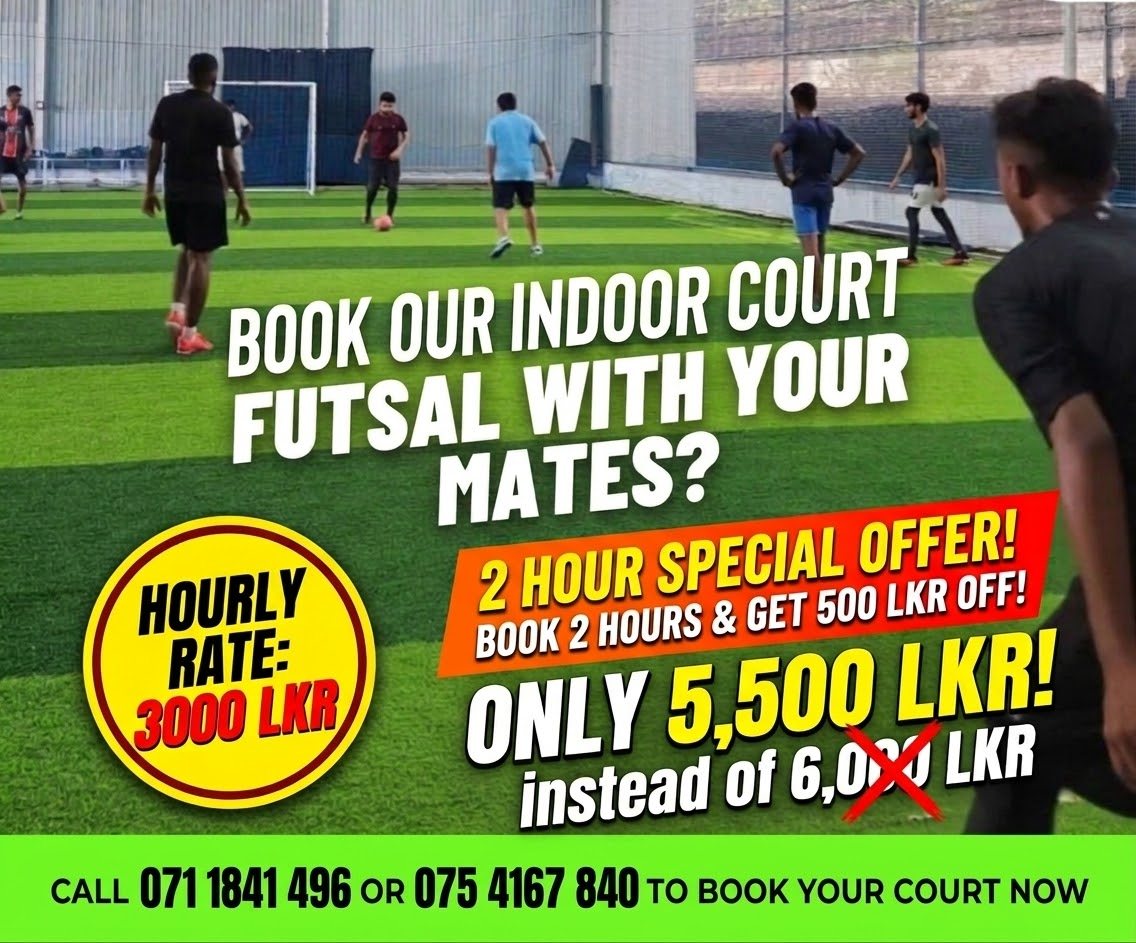 BOOK OUR INDOOR COURT
FUTSAL WITH YOUR
MATES?
2 HOUR SPECIAL OFFER!
BOOK 2 HOURS & GET 500 LKR OFF!
HOURLY
RATE:
3000 LKR
ONLY 5,500 LKR!
instead of 6,000 LKR
CALL 071 1841 496 OR 075 4167 840 TO BOOK YOUR COURT NOW